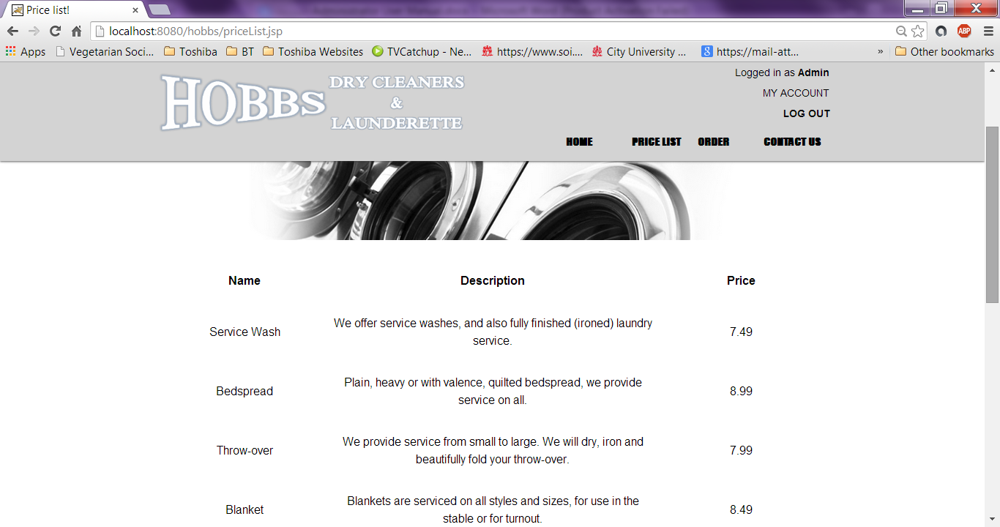 Price list!
localhost:8080/hobbs/priceList.jsp
ABP
Apps Vegetarian Soci... Toshiba BT Toshiba Websites TVCatchup - Ne... https://www.soi.... City University ... https://mail-att... » Other bookmarks
HOBBS
DRY CLEANERS
&
LAUNDERETTE
Logged in as Admin
MY ACCOUNT
LOG OUT
HOME PRICE LIST ORDER CONTACT US
Name Description Price
Service Wash We offer service washes, and also fully finished (ironed) laundry
service. 7.49
Bedspread Plain, heavy or with valence, quilted bedspread, we provide
service on all. 8.99
Throw-over We provide service from small to large. We will dry, iron and
beautifully fold your throw-over. 7.99
Blanket Blankets are serviced on all styles and sizes, for use in the
stable or for turnout. 8.49